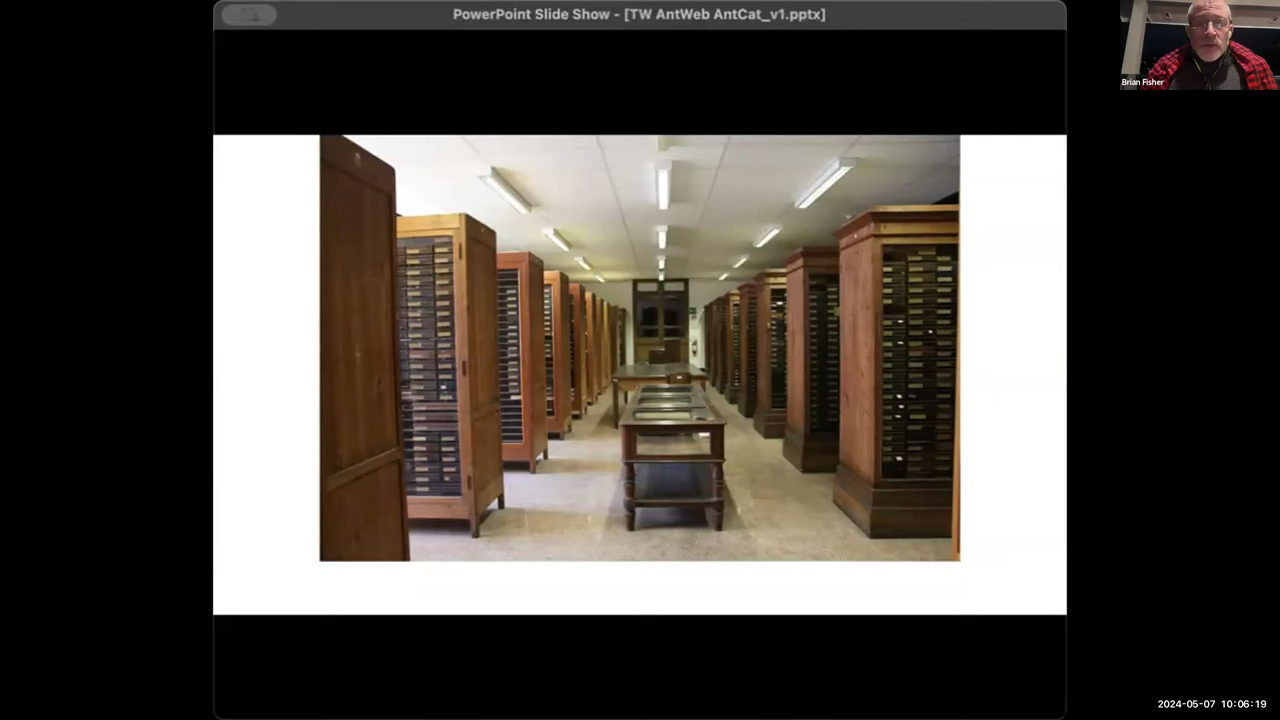 PowerPoint Slide Show - [TW AntWeb AntCat_v1.pptx]
Brian Fisher
2024-05-07 10:06:19